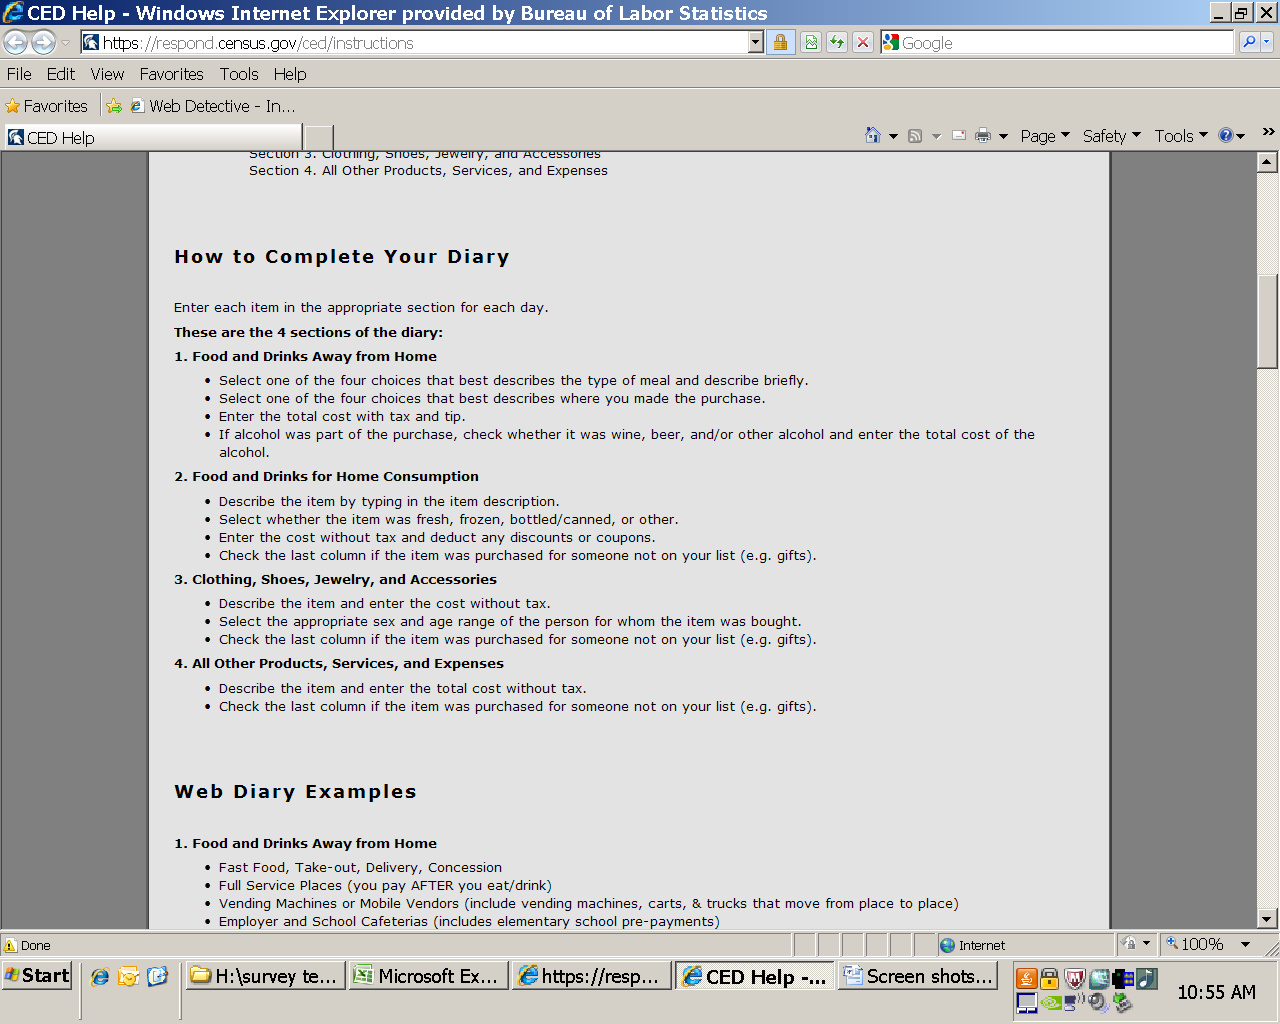 CED Help - Windows Internet Explorer provided by Bureau of Labor Statistics
https://respond.census.gov/ced/instructions
Google
File Edit View Favorites Tools Help
Favorites Web Detective - In...
CED Help
Page Safety Tools
Section 3. Clothing, Shoes, Jewelry, and Accessories
Section 4. All Other Products, Services, and Expenses
How to Complete Your Diary
Enter each item in the appropriate section for each day.
These are the 4 sections of the diary:
1. Food and Drinks Away from Home
• Select one of the four choices that best describes the type of meal and describe briefly.
• Select one of the four choices that best describes where you made the purchase.
• Enter the total cost with tax and tip.
• If alcohol was part of the purchase, check whether it was wine, beer, and/or other alcohol and enter the total cost of the
alcohol.
2. Food and Drinks for Home Consumption
• Describe the item by typing in the item description.
• Select whether the item was fresh, frozen, bottled/canned, or other.
• Enter the cost without tax and deduct any discounts or coupons.
• Check the last column if the item was purchased for someone not on your list (e.g. gifts).
3. Clothing, Shoes, Jewelry, and Accessories
• Describe the item and enter the cost without tax.
• Select the appropriate sex and age range of the person for whom the item was bought.
• Check the last column if the item was purchased for someone not on your list (e.g. gifts).
4. All Other Products, Services, and Expenses
• Describe the item and enter the total cost without tax.
• Check the last column if the item was purchased for someone not on your list (e.g. gifts).
Web Diary Examples
1. Food and Drinks Away from Home
• Fast Food, Take-out, Delivery, Concession
• Full Service Places (you pay AFTER you eat/drink)
• Vending Machines or Mobile Vendors (include vending machines, carts, & trucks that move from place to place)
• Employer and School Cafeterias (includes elementary school pre-payments)
Done Internet 100%
Start H:\survey te... Microsoft Ex... https://resp... CED Help -... Screen shots... 10:55 AM